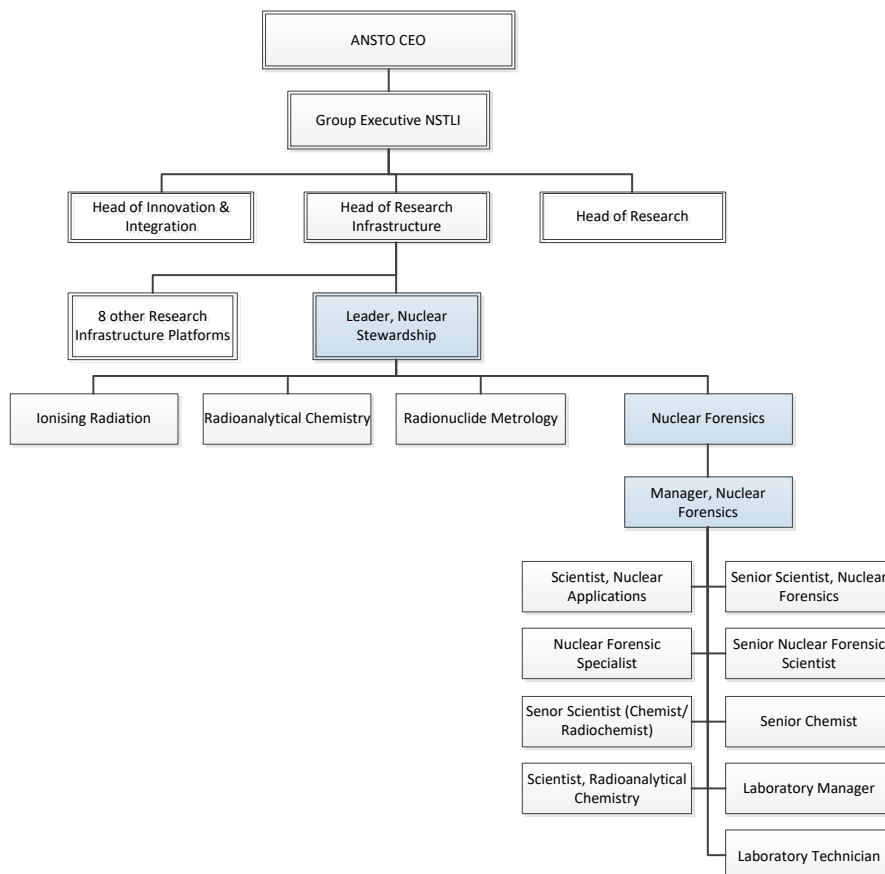 ANSTO CEO
Group Executive NSTLI
Head of Innovation &
Integration
Head of Research
Infrastructure
Head of Research
8 other Research
Infrastructure Platforms
Leader, Nuclear
Stewardship
Ionising Radiation
Radioanalytical Chemistry
Radionuclide Metrology
Nuclear Forensics
Manager, Nuclear
Forensics
Scientist, Nuclear
Applications
Senior Scientist, Nuclear
Forensics
Nuclear Forensic
Specialist
Senior Nuclear Forensic
Scientist
Senor Scientist (Chemist/
Radiochemist)
Senior Chemist
Scientist, Radioanalytical
Chemistry
Laboratory Manager
Laboratory Technician